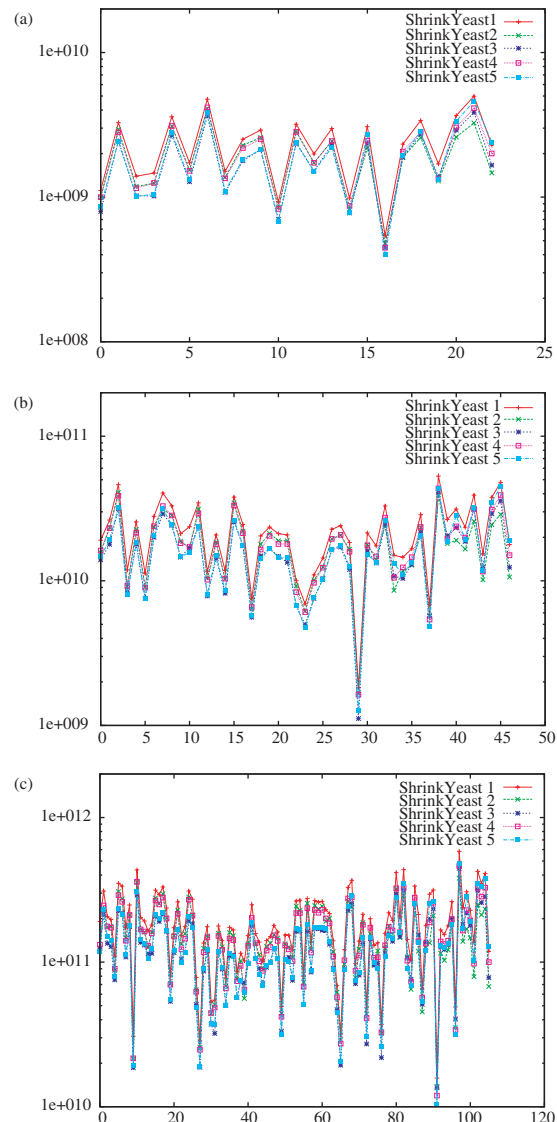 (a)
ShrinkYeast1
ShrinkYeast2
ShrinkYeast3
ShrinkYeast4
ShrinkYeast5
1e+010
1e+009
1e+008
0 5 10 15 20 25
(b)
ShrinkYeast 1
ShrinkYeast 2
ShrinkYeast 3
ShrinkYeast 4
ShrinkYeast 5
1e+011
1e+010
1e+009
0 5 10 15 20 25 30 35 40 45 50
(c)
ShrinkYeast 1
ShrinkYeast 2
ShrinkYeast 3
ShrinkYeast 4
ShrinkYeast 5
1e+012
1e+011
1e+010
0 20 40 60 80 100 120